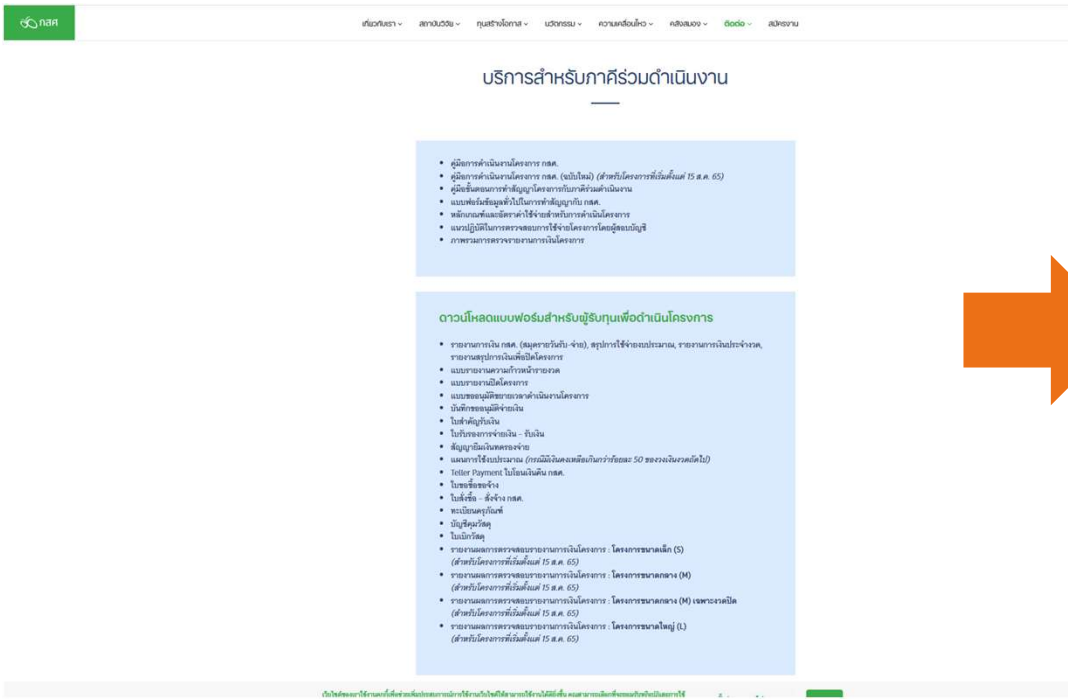 กสศ
เกี่ยวกับเรา สถาบันวิจัย ทุนสร้างโอกาส นวัตกรรม ความเคลื่อนไหว คลังสมอง ติดต่อ สมัครงาน
บริการสำหรับภาคีร่วมดำเนินงาน
• คู่มือการดำเนินงานโครงการ กสศ.
• คู่มือการดำเนินงานโครงการ กสศ. (ฉบับใหม่) (สำหรับโครงการที่เริ่มตั้งแต่ 15 ส.ค. 65)
• คู่มือขั้นตอนการทำสัญญาโครงการกับภาคีร่วมดำเนินงาน
• แบบฟอร์มข้อมูลทั่วไปในการทำสัญญากับ กสศ.
• หลักเกณฑ์และอัตราค่าใช้จ่ายสำหรับการดำเนินโครงการ
• แนวปฏิบัติในการตรวจสอบการใช้จ่ายโครงการโดยผู้สอบบัญชี
• ภาพรวมการตรวจรายงานการเงินโครงการ
ดาวน์โหลดแบบฟอร์มสำหรับผู้รับทุนเพื่อดำเนินโครงการ
• รายงานการเงิน กสศ. (สมุดรายวันรับ-จ่าย), สรุปการใช้จ่ายงบประมาณ, รายงานการเงินประจำงวด,
รายงานสรุปการเงินเพื่อปิดโครงการ
• แบบรายงานความก้าวหน้ารายงวด
• แบบรายงานปิดโครงการ
• แบบขออนุมัติขยายเวลาดำเนินงานโครงการ
• บันทึกขออนุมัติจ่ายเงิน
• ใบสำคัญรับเงิน
• ใบรับรองการจ่ายเงิน – รับเงิน
• สัญญายืมเงินทดรองจ่าย
• แผนการใช้งบประมาณ (กรณีมีเงินคงเหลือเกินกว่าร้อยละ 50 ของวงเงินงวดถัดไป)
• Teller Payment ใบโอนเงินคืน กสศ.
• ใบขอซื้อขอจ้าง
• ใบสั่งซื้อ – สั่งจ้าง กสศ.
• ทะเบียนครุภัณฑ์
• บัญชีคุมวัสดุ
• ใบเบิกวัสดุ
• รายงานผลการตรวจสอบรายงานการเงินโครงการ : โครงการขนาดเล็ก (S)
(สำหรับโครงการที่เริ่มตั้งแต่ 15 ส.ค. 65)
• รายงานผลการตรวจสอบรายงานการเงินโครงการ : โครงการขนาดกลาง (M)
(สำหรับโครงการที่เริ่มตั้งแต่ 15 ส.ค. 65)
• รายงานผลการตรวจสอบรายงานการเงินโครงการ : โครงการขนาดกลาง (M) เฉพาะงวดปิด
(สำหรับโครงการที่เริ่มตั้งแต่ 15 ส.ค. 65)
• รายงานผลการตรวจสอบรายงานการเงินโครงการ : โครงการขนาดใหญ่ (L)
(สำหรับโครงการที่เริ่มตั้งแต่ 15 ส.ค. 65)